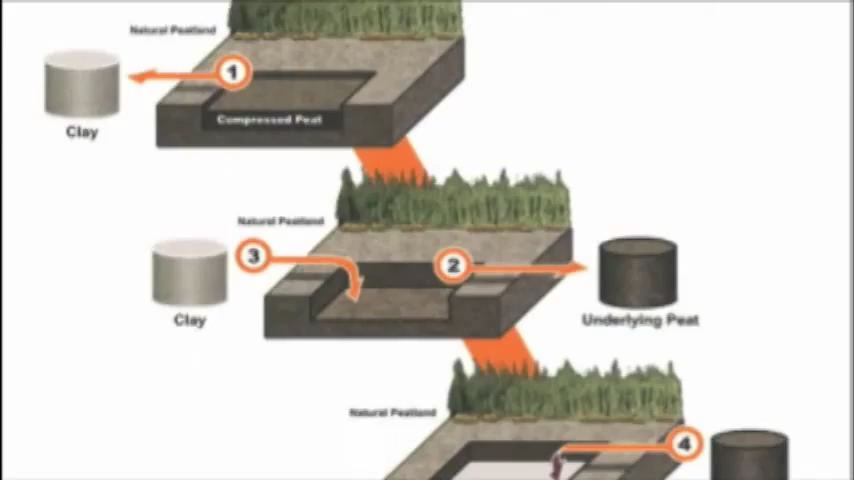 Natural Peatland
1
Clay
Compressed Peat
Natural Peatland
3
2
Clay
Underlying Peat
Natural Peatland
4